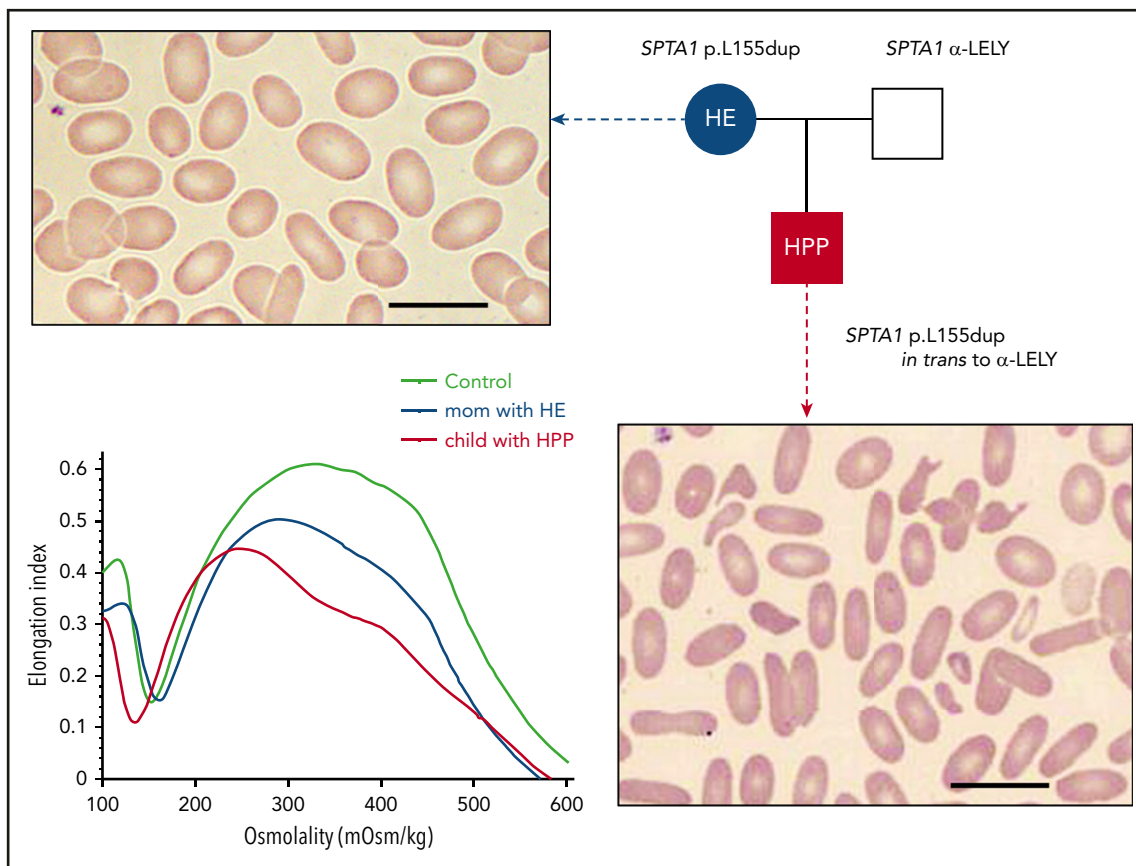 SPTA1 p.L155dup
SPTA1 α-LELY
HE
HPP
SPTA1 p.L155dup
in trans to α-LELY
Control
mom with HE
child with HPP
Elongation index
0.6
0.5
0.4
0.3
0.2
0.1
0
100 200 300 400 500 600
Osmolality (mOsm/kg)